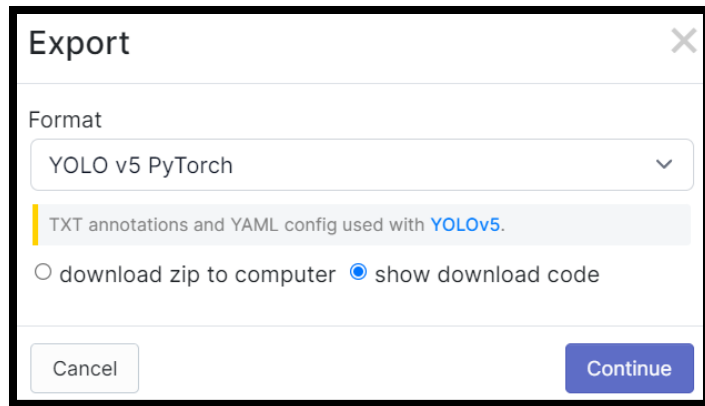 Export
Format
YOLO v5 PyTorch
TXT annotations and YAML config used with YOLOv5.
download zip to computer show download code
Cancel Continue